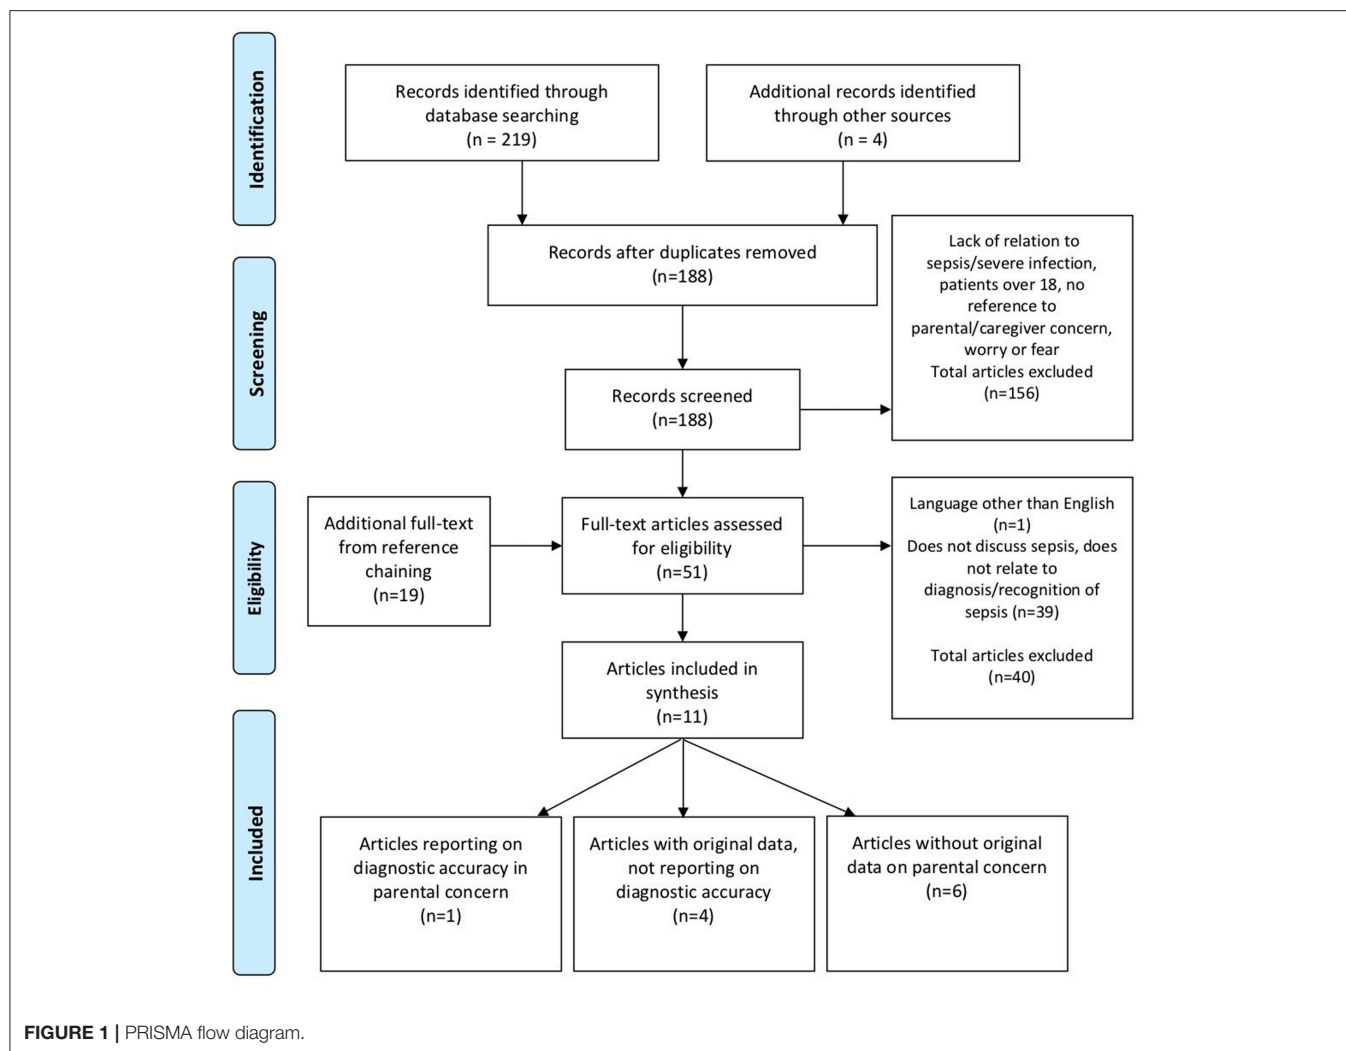 Identification
Records identified through
database searching
(n = 219)
Additional records identified
through other sources
(n = 4)
Records after duplicates removed
(n=188)
Screening
Records screened
(n=188)
Lack of relation to
sepsis/severe infection,
patients over 18, no
reference to
parental/caregiver concern,
worry or fear
Total articles excluded
(n=156)
Eligibility
Additional full-text
from reference
chaining
(n=19)
Full-text articles assessed
for eligibility
(n=51)
Language other than English
(n=1)
Does not discuss sepsis, does
not relate to
diagnosis/recognition of
sepsis (n=39)
Total articles excluded
(n=40)
Articles included in
synthesis
(n=11)
Included
Articles reporting on
diagnostic accuracy in
parental concern
(n=1)
Articles with original data,
not reporting on
diagnostic accuracy
(n=4)
Articles without original
data on parental concern
(n=6)
FIGURE 1 | PRISMA flow diagram.